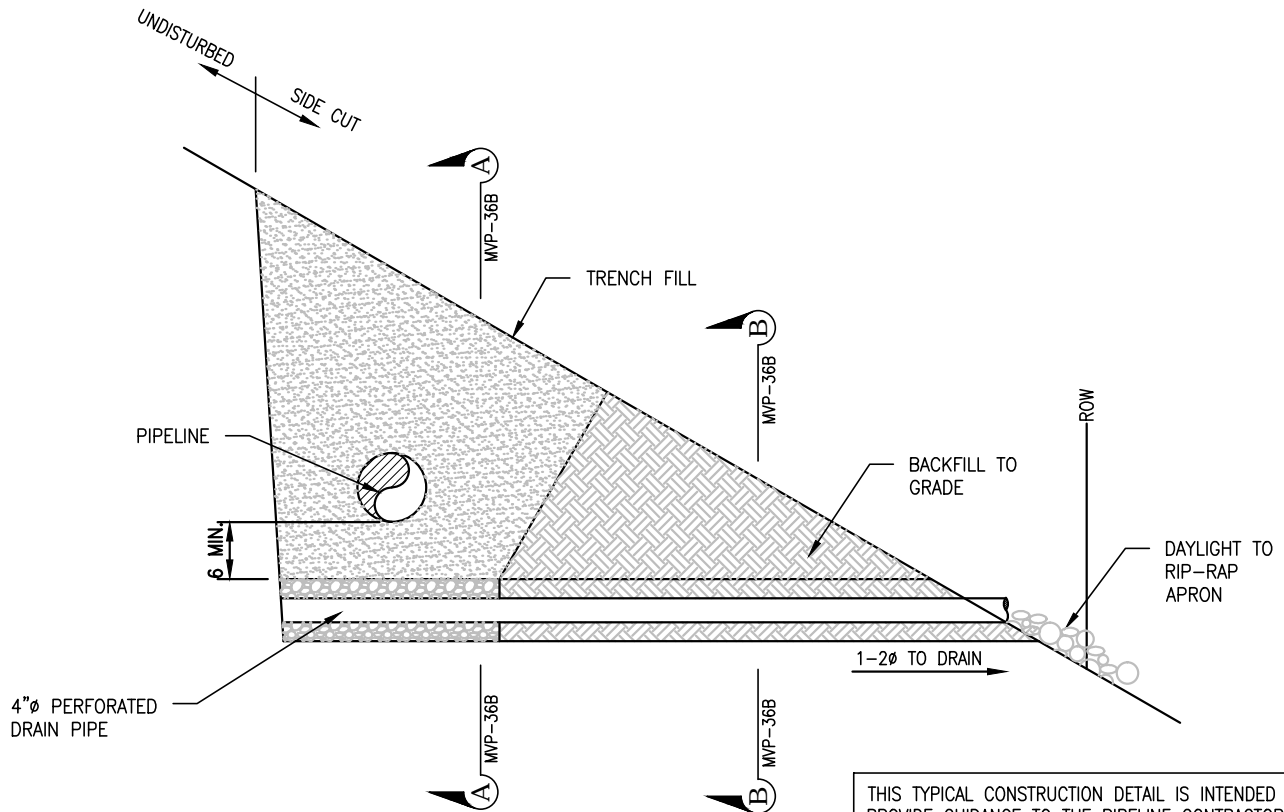 UNDISTURBED
SIDE CUT
A
MVP-36B
TRENCH FILL
B
MVP-36B
ROW
PIPELINE
BACKFILL TO
GRADE
6 MIN.
DAYLIGHT TO
RIP-RAP
APRON
1-2ø TO DRAIN
4"ø PERFORATED
DRAIN PIPE
MVP-36B
A
MVP-36B
B
THIS TYPICAL CONSTRUCTION DETAIL IS INTENDED